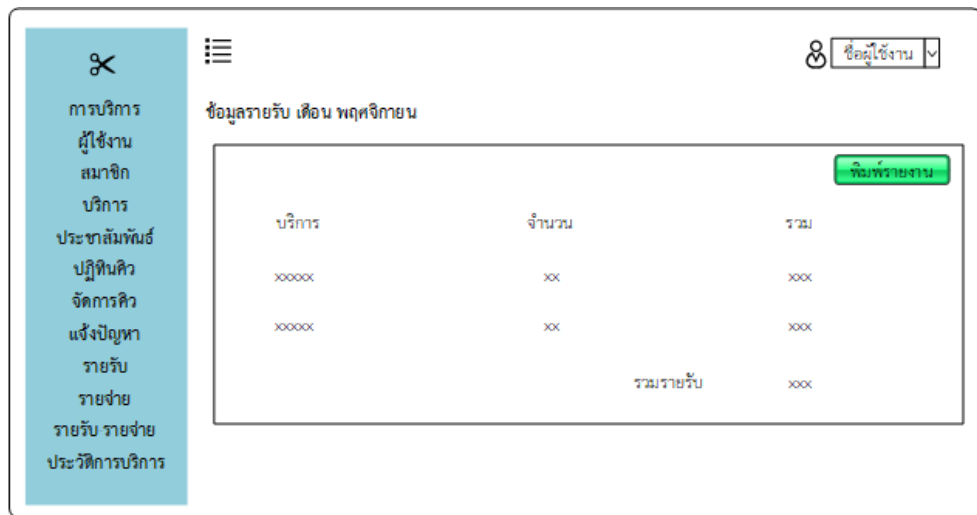 ชื่อผู้ใช้งาน
การบริการ
ผู้ใช้งาน
สมาชิก
บริการ
ประชาสัมพันธ์
ปฏิทินคิว
จัดการคิว
แจ้งปัญหา
รายรับ
รายจ่าย
รายรับ รายจ่าย
ประวัติการบริการ
ข้อมูลรายรับ เดือน พฤศจิกายน
พิมพ์รายงาน
บริการ จำนวน รวม
xxxxx xx xxx
xxxxx xx xxx
รวมรายรับ xxx